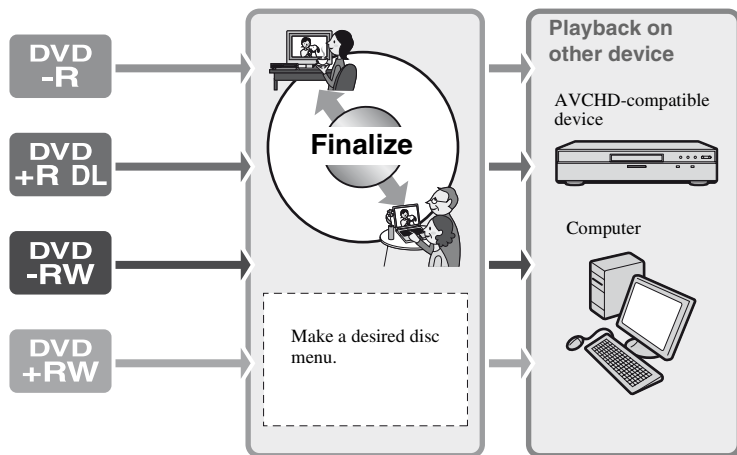 DVD
-R
DVD
+R DL
DVD
-RW
DVD
+RW
Finalize
Make a desired disc
menu.
Playback on
other device
AVCHD-compatible
device
Computer